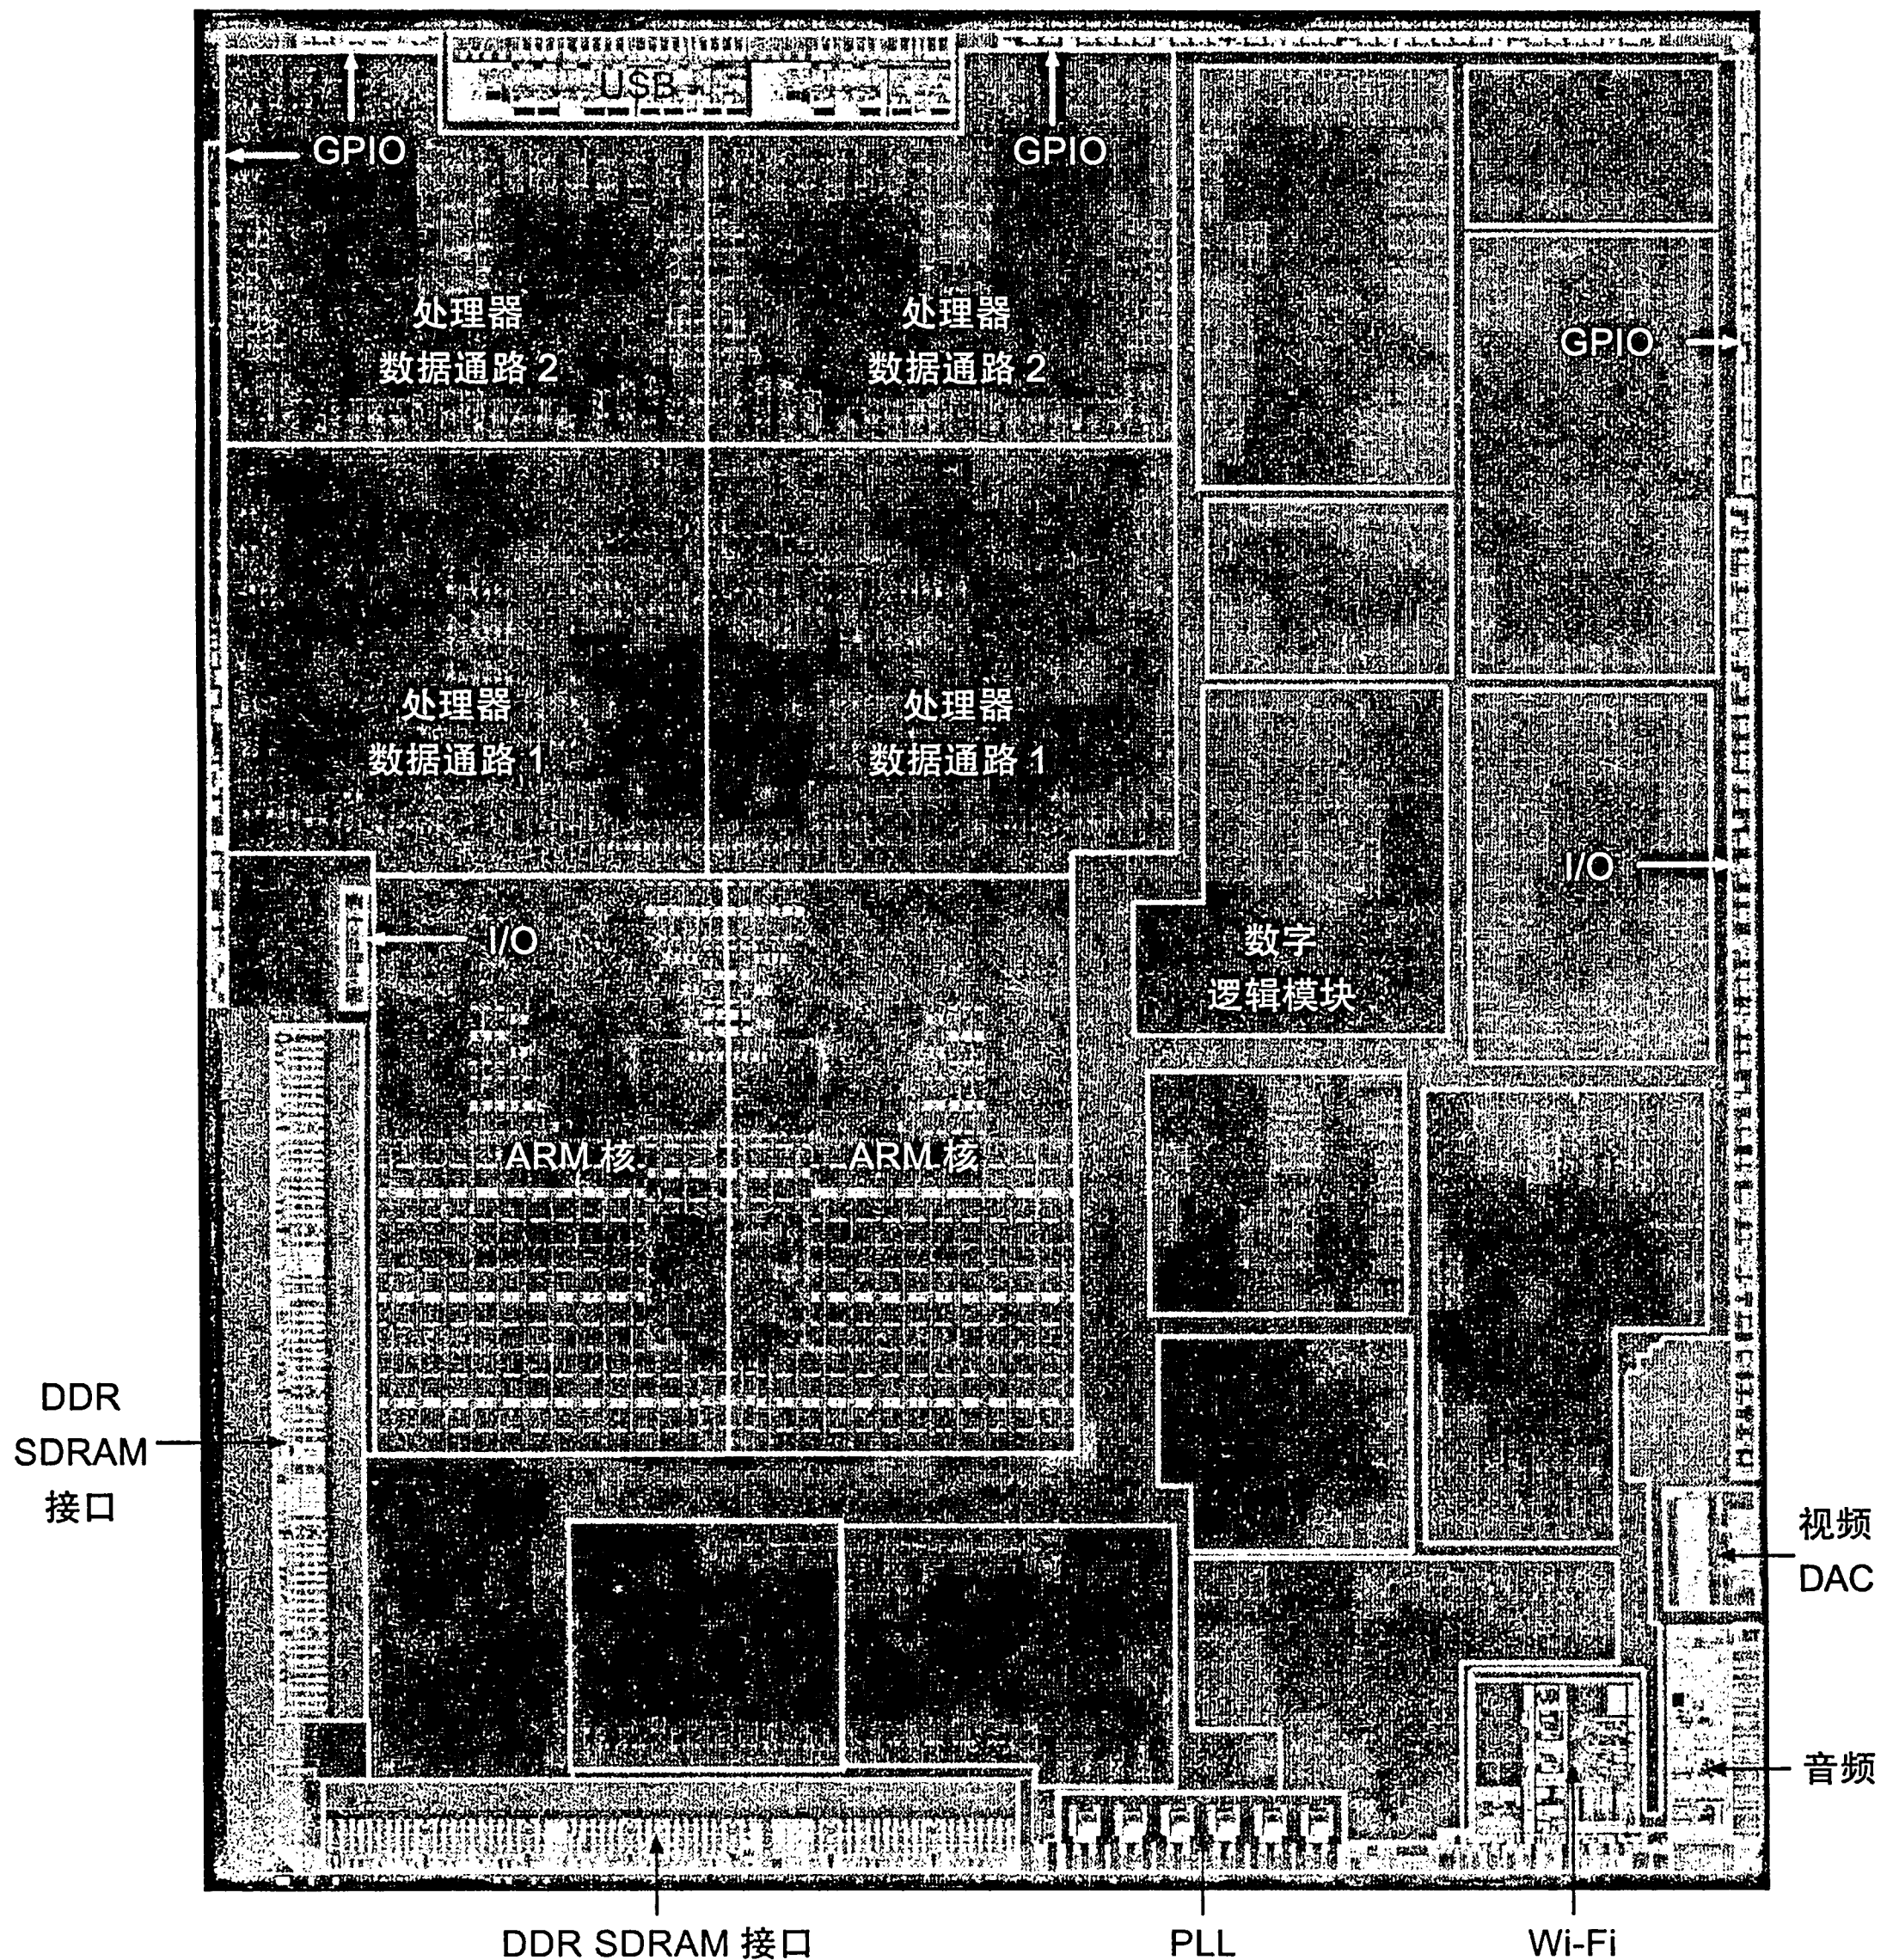 USB
GPIO
GPIO
处理器
数据通路 2
处理器
数据通路 2
GPIO
处理器
数据通路 1
处理器
数据通路 1
I/O
I/O
数字
逻辑模块
ARM 核
ARM 核
DDR
SDRAM
接口
视频
DAC
音频
DDR SDRAM 接口
PLL
Wi-Fi